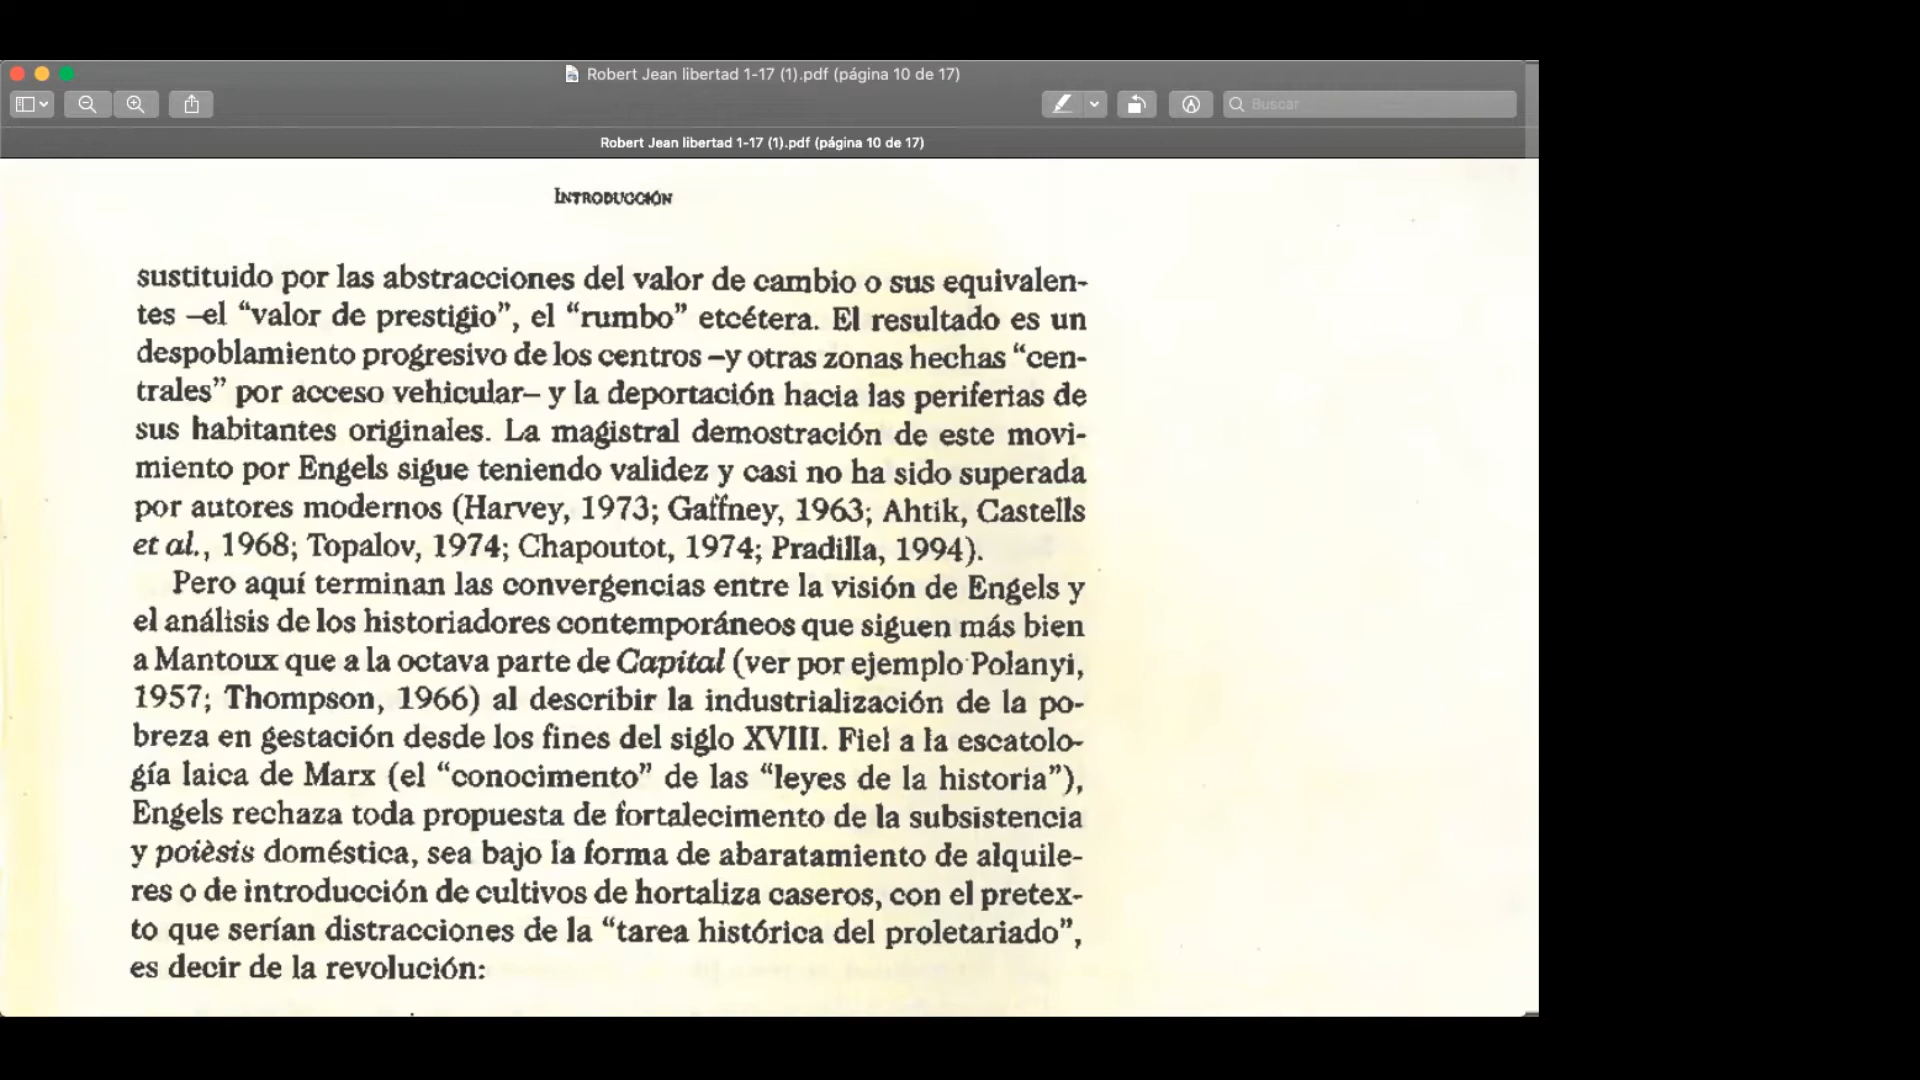 Robert Jean libertad 1-17 (1).pdf (página 10 de 17)
Buscar
Robert Jean libertad 1-17 (1).pdf (página 10 de 17)
INTRODUCCIÓN
sustituido por las abstracciones del valor de cambio o sus equivalen-
tes –el “valor de prestigio”, el “rumbo” etcétera. El resultado es un
despoblamiento progresivo de los centros –y otras zonas hechas “cen-
trales” por acceso vehicular– y la deportación hacia las periferias de
sus habitantes originales. La magistral demostración de este movi-
miento por Engels sigue teniendo validez y casi no ha sido superada
por autores modernos (Harvey, 1973; Gaffney, 1963; Ahtik, Castells
et al., 1968; Topalov, 1974; Chapoutot, 1974; Pradilla, 1994).
Pero aquí terminan las convergencias entre la visión de Engels y
el análisis de los historiadores contemporáneos que siguen más bien
a Mantoux que a la octava parte de Capital (ver por ejemplo Polanyi,
1957; Thompson, 1966) al describir la industrialización de la po-
breza en gestación desde los fines del siglo XVIII. Fiel a la escatolo-
gía laica de Marx (el “conocimento” de las “leyes de la historia”),
Engels rechaza toda propuesta de fortalecimento de la subsistencia
y poièsis doméstica, sea bajo la forma de abaratamiento de alquile-
res o de introducción de cultivos de hortaliza caseros, con el pretex-
to que serían distracciones de la “tarea histórica del proletariado”,
es decir de la revolución: